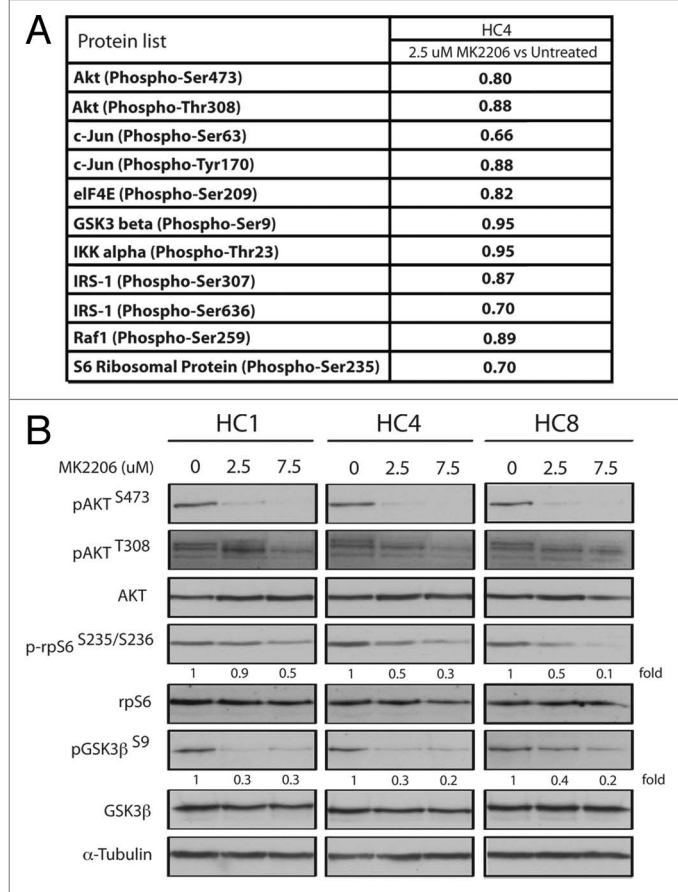 A
Protein list
HC4
2.5 uM MK2206 vs Untreated
Akt (Phospho-Ser473) 0.80
Akt (Phospho-Thr308) 0.88
c-Jun (Phospho-Ser63) 0.66
c-Jun (Phospho-Tyr170) 0.88
elF4E (Phospho-Ser209) 0.82
GSK3 beta (Phospho-Ser9) 0.95
IKK alpha (Phospho-Thr23) 0.95
IRS-1 (Phospho-Ser307) 0.87
IRS-1 (Phospho-Ser636) 0.70
Raf1 (Phospho-Ser259) 0.89
S6 Ribosomal Protein (Phospho-Ser235) 0.70
B
HC1 HC4 HC8
MK2206 (uM) 0 2.5 7.5 0 2.5 7.5 0 2.5 7.5
pAKT S473
pAKT T308
AKT
p-rpS6 S235/S236
1 0.9 0.5 1 0.5 0.3 1 0.5 0.1 fold
rpS6
pGSK3β S9
1 0.3 0.3 1 0.3 0.2 1 0.4 0.2 fold
GSK3β
α-Tubulin